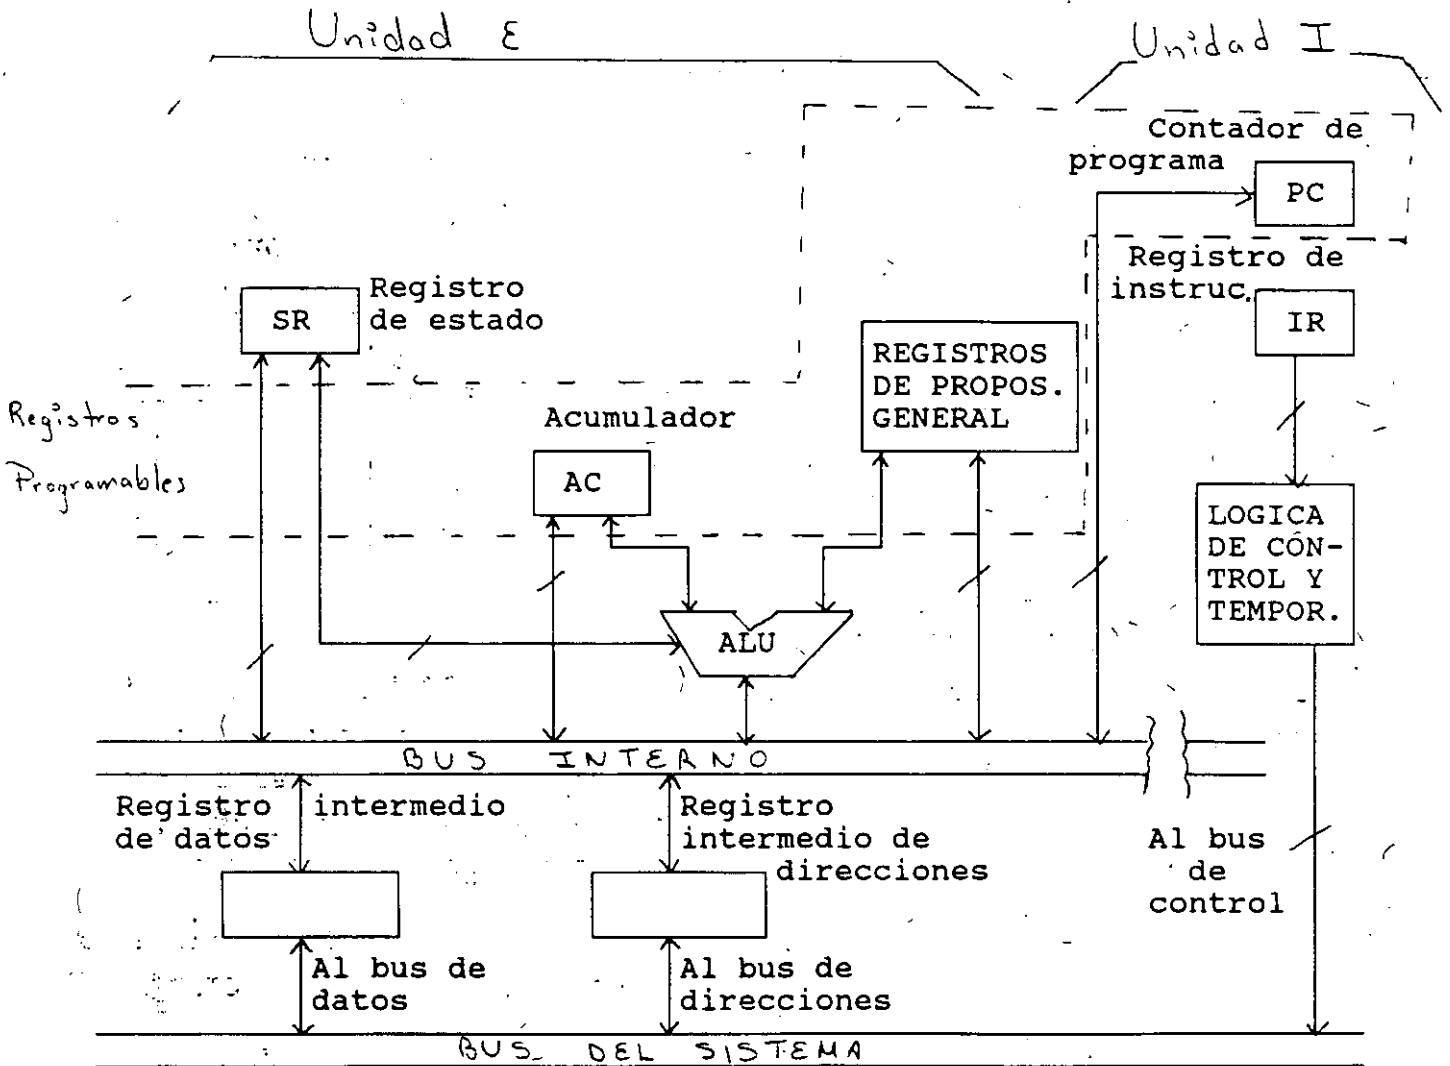 Unidad E
Unidad I
Contador de
programa
PC
Registro de
instruc.
IR
Registro
de estado
SR
REGISTROS
DE PROPOS.
GENERAL
Registros
Programables
Acumulador
AC
LOGICA
DE CÓN-
TROL Y
TEMPOR.
ALU
BUS INTERNO
Registro intermedio
de datos
Registro
intermedio de
direcciones
Al bus
de
control
Al bus de
datos
Al bus de
direcciones
BUS DEL SISTEMA